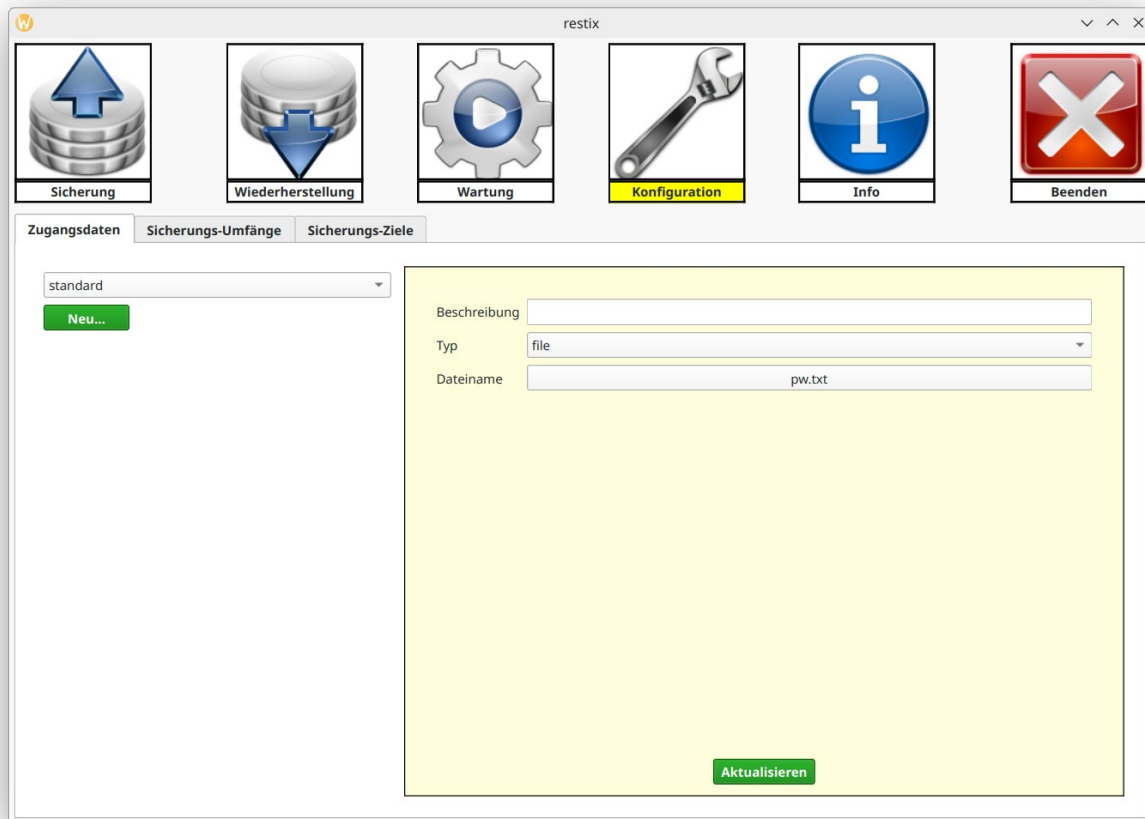 restix
Sicherung
Wiederherstellung
Wartung
Konfiguration
Info
Beenden
Zugangsdaten
Sicherungs-Umfänge
Sicherungs-Ziele
standard
Neu...
Beschreibung
Typ
file
Dateiname
pw.txt
Aktualisieren